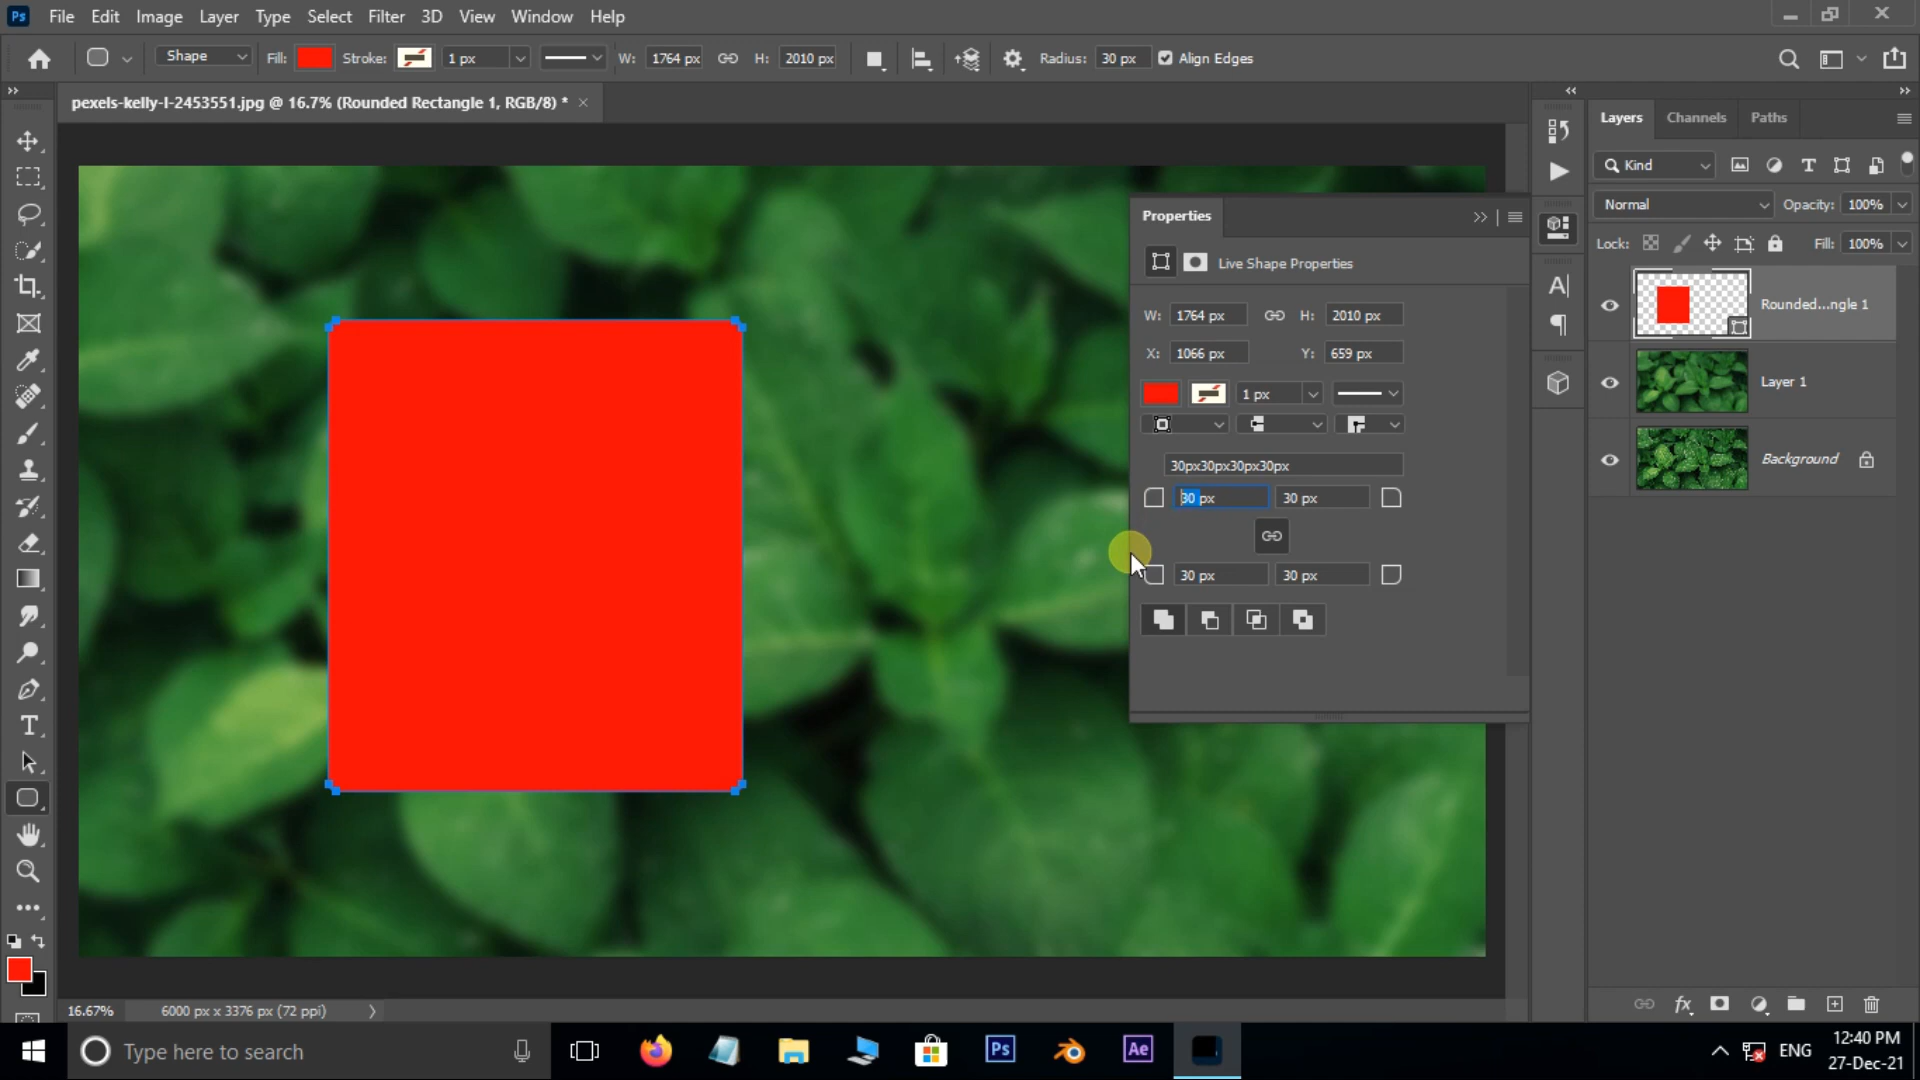 Ps File Edit Image Layer Type Select Filter 3D View Window Help
Shape Fill: Stroke: 1 px W: 1764 px H: 2010 px Radius: 30 px Align Edges
pexels-kelly-l-2453551.jpg @ 16.7% (Rounded Rectangle 1, RGB/8) *
Layers Channels Paths
Kind
Normal Opacity: 100%
Lock: Fill: 100%
Rounded...ngle 1
Layer 1
Background
Properties
Live Shape Properties
W: 1764 px H: 2010 px
X: 1066 px Y: 659 px
1 px
30px30px30px30px
30 px 30 px
30 px 30 px
16.67% 6000 px x 3376 px (72 ppi)
Type here to search
Ps Ae
ENG
12:40 PM
27-Dec-21